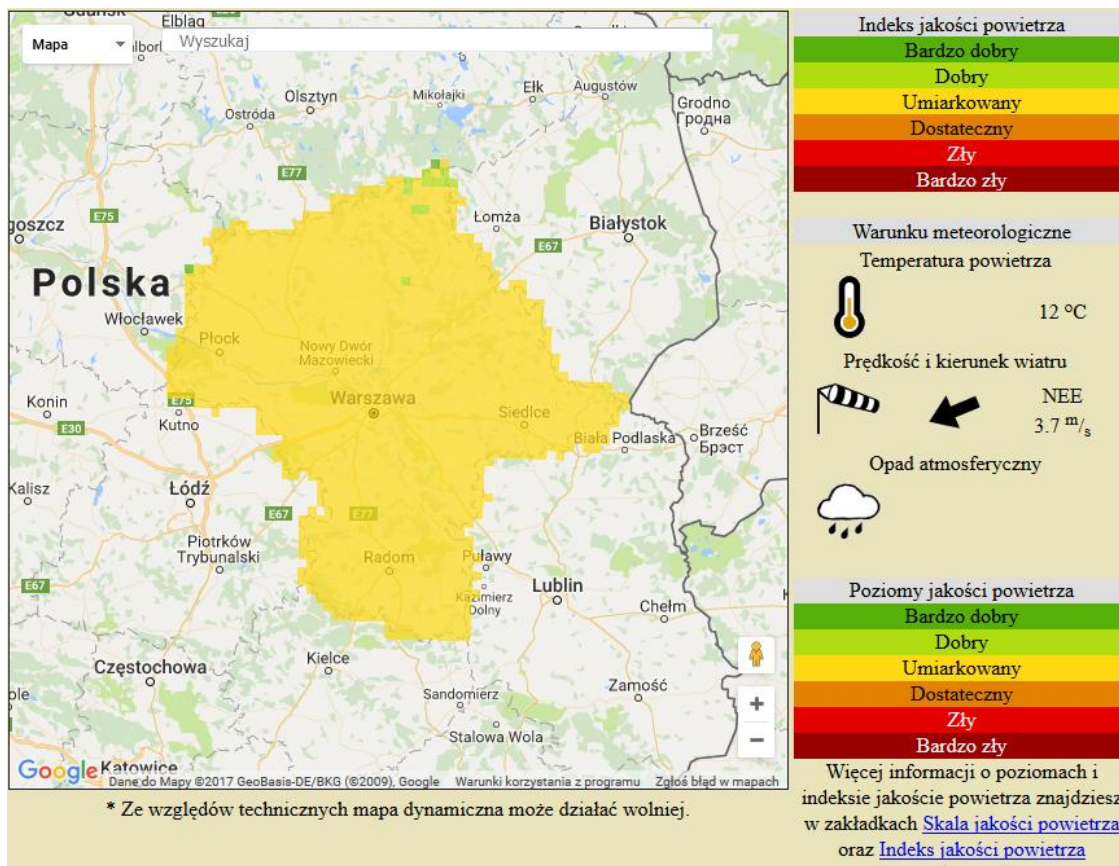 Elbląg
Mapa
Wyszukaj
Olsztyn
Mikołajki
Ełk
Augustów
Ostróda
Grodno
Гродна
E77
Łomża
Białystok
E75
goszcz
E67
Polska
Włocławek
Płock
Nowy Dwór
Mazowiecki
Warszawa
Siedlce
Konin
E75
Kutno
E30
Biała Podlaska
Brześć
Брэст
Kalisz
Łódź
E67
E77
Piotrków
Trybunalski
Radom
Puławy
E67
Kazimierz
Dolny
Lublin
Chełm
Kielce
Częstochowa
Sandomierz
Zamość
ple
Stalowa Wola
+
−
Google
Katowice
Dane do Mapy ©2017 GeoBasis-DE/BKG (©2009), Google Warunki korzystania z programu Zgłoś błąd w mapach
* Ze względów technicznych mapa dynamiczna może działać wolniej.
Indeks jakości powietrza
Bardzo dobry
Dobry
Umiarkowany
Dostateczny
Zły
Bardzo zły
Warunku meteorologiczne
Temperatura powietrza
12 °C
Prędkość i kierunek wiatru
NEE
3.7 m/s
Opad atmosferyczny
Poziomy jakości powietrza
Bardzo dobry
Dobry
Umiarkowany
Dostateczny
Zły
Bardzo zły
Więcej informacji o poziomach i
indeksie jakoście powietrza znajdziesz
w zakładkach Skala jakości powietrza
oraz Indeks jakości powietrza